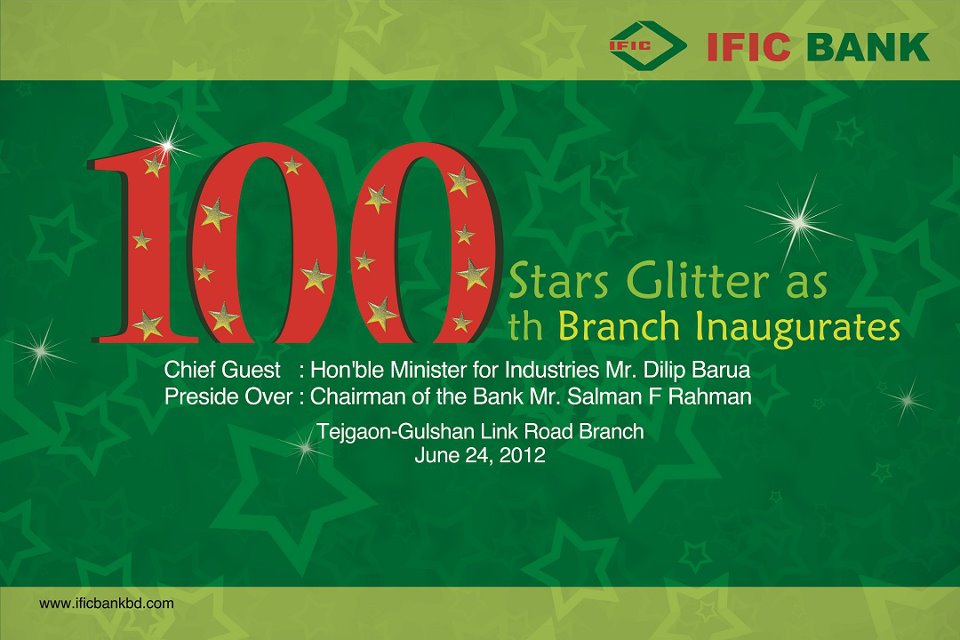 IFIC IFIC BANK
100
Stars Glitter as
th Branch Inaugurates
Chief Guest : Hon'ble Minister for Industries Mr. Dilip Barua
Preside Over : Chairman of the Bank Mr. Salman F Rahman
Tejgaon-Gulshan Link Road Branch
June 24, 2012
www.ificbankbd.com